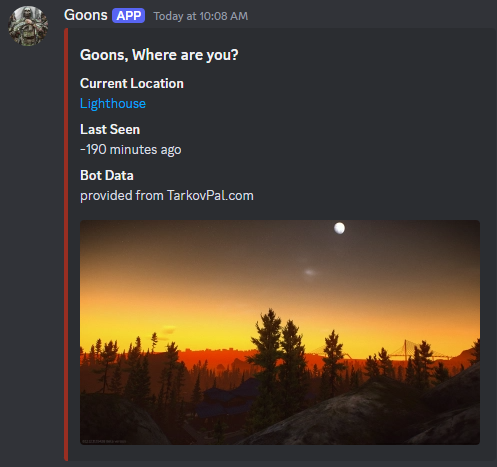 Goons APP Today at 10:08 AM
Goons, Where are you?
Current Location
Lighthouse
Last Seen
-190 minutes ago
Bot Data
provided from TarkovPal.com